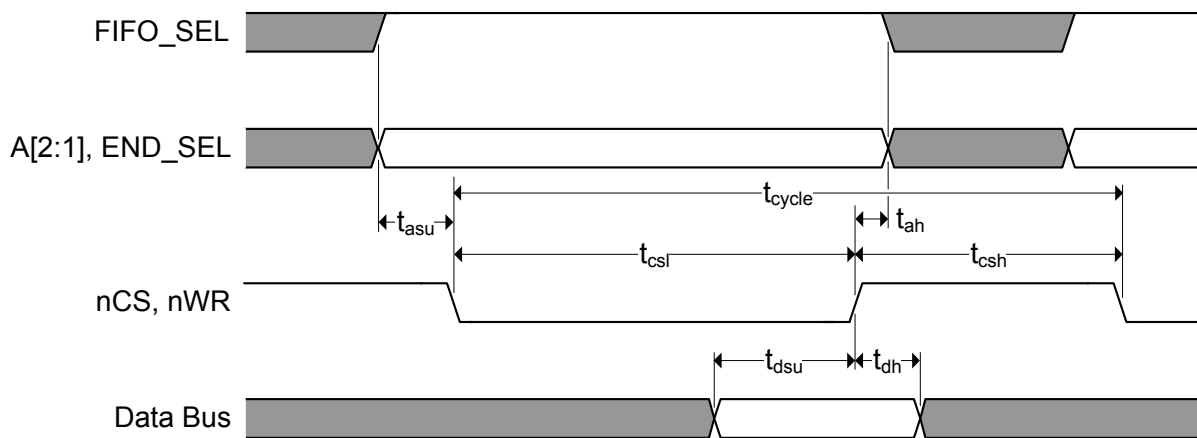 FIFO_SEL
A[2:1], END_SEL
tcycle
tasu
tah
tcsl
tcsh
nCS, nWR
tdsu
tdh
Data Bus